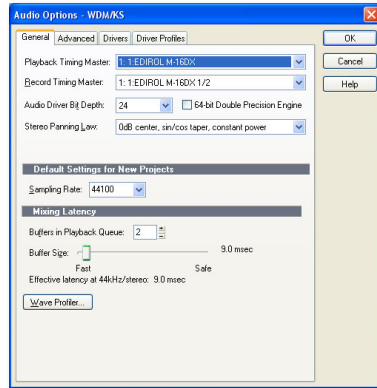 Audio Options - WDM/KS
General Advanced Drivers Driver Profiles
OK
Cancel
Help
Playback Timing Master: 1: 1:EDIROL M-16DX
Record Timing Master: 1: 1:EDIROL M-16DX 1/2
Audio Driver Bit Depth: 24 64-bit Double Precision Engine
Stereo Panning Law: 0dB center, sin/cos taper, constant power
Default Settings for New Projects
Sampling Rate: 44100
Mixing Latency
Buffers in Playback Queue: 2
Buffer Size: 9.0 msec
Fast Safe
Effective latency at 44kHz/stereo: 9.0 msec
Wave Profiler...